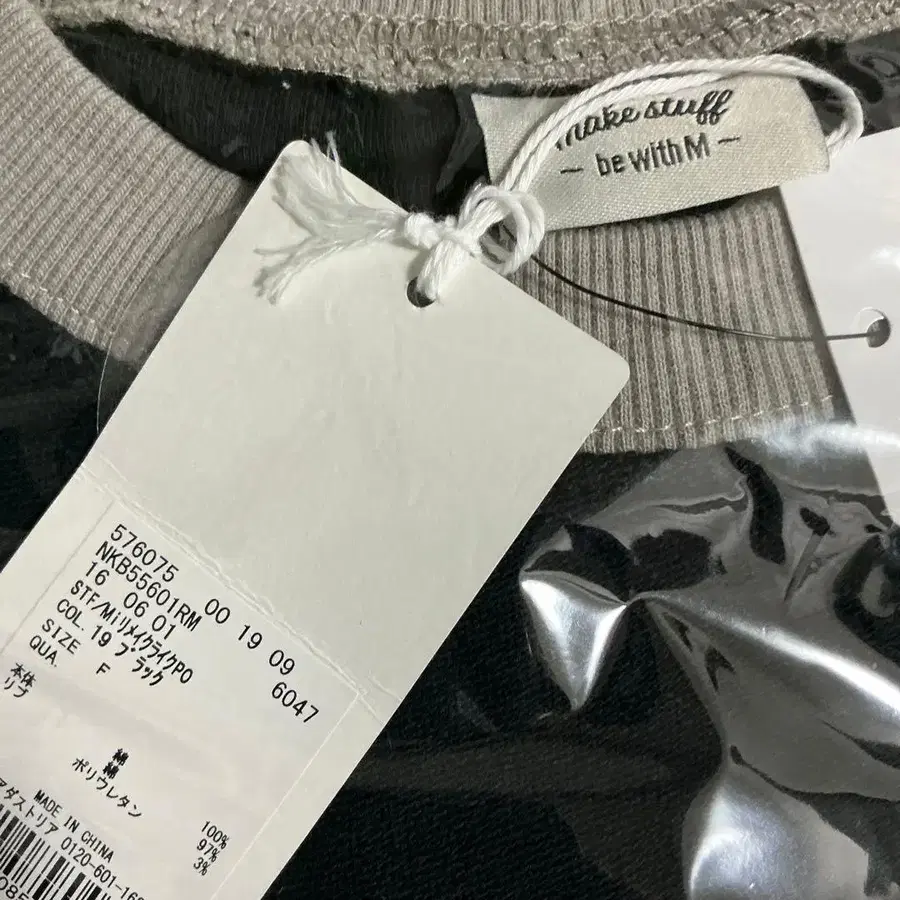 make stuff
- be with M -
576075
NKB55601RM
00 19 09
16 06 01
6047
STF/MiリメイクライクPO
COL. 19 ブラック
SIZE F
QUA.
本体 綿 100%
リブ 綿 97%
ポリウレタン 3%
MADE IN CHINA
アダストリア 0120-601-16